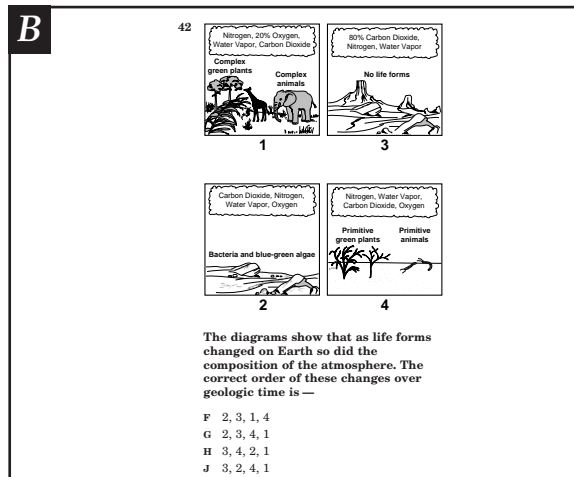 B
42
Nitrogen, 20% Oxygen,
Water Vapor, Carbon Dioxide
Complex
green plants
Complex
animals
1
80% Carbon Dioxide,
Nitrogen, Water Vapor
No life forms
3
Carbon Dioxide, Nitrogen,
Water Vapor, Oxygen
Bacteria and blue-green algae
2
Nitrogen, Water Vapor,
Carbon Dioxide, Oxygen
Primitive
green plants
Primitive
animals
4
The diagrams show that as life forms
changed on Earth so did the
composition of the atmosphere. The
correct order of these changes over
geologic time is —
F 2, 3, 1, 4
G 2, 3, 4, 1
H 3, 4, 2, 1
J 3, 2, 4, 1